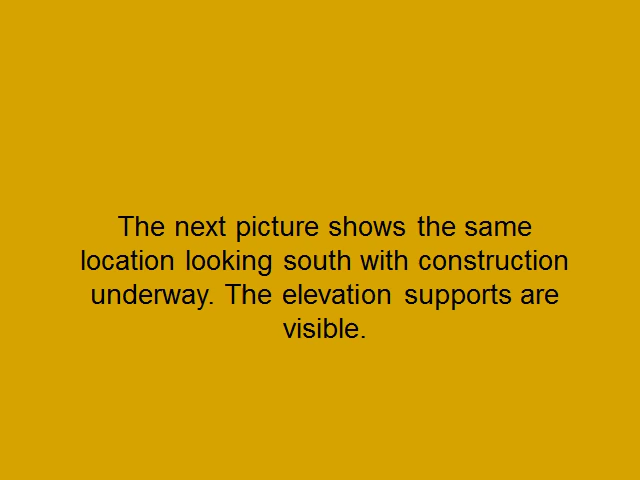 The next picture shows the same
location looking south with construction
underway. The elevation supports are
visible.